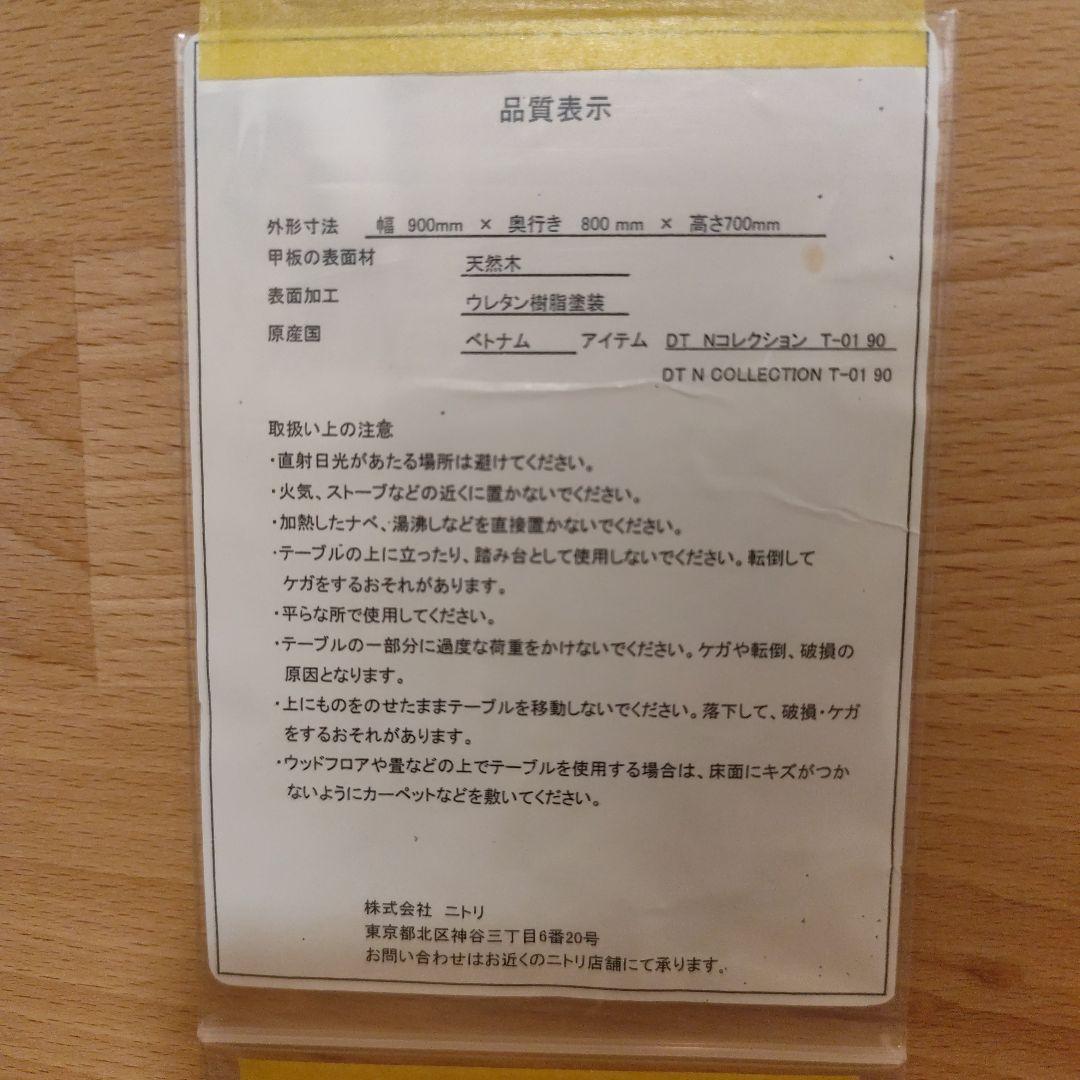 品質表示
外形寸法 幅 900mm × 奥行き 800 mm × 高さ700mm
甲板の表面材 天然木
表面加工 ウレタン樹脂塗装
原産国 ベトナム アイテム DT Nコレクション T-01 90
DT N COLLECTION T-01 90
取扱い上の注意
・直射日光があたる場所は避けてください。
・火気、ストーブなどの近くに置かないでください。
・加熱したナベ、湯沸しなどを直接置かないでください。
・テーブルの上に立ったり、踏み台として使用しないでください。転倒して
ケガをするおそれがあります。
・平らな所で使用してください。
・テーブルの一部分に過度な荷重をかけないでください。ケガや転倒、破損の
原因となります。
・上にものをのせたままテーブルを移動しないでください。落下して、破損・ケガ
をするおそれがあります。
・ウッドフロアや畳などの上でテーブルを使用する場合は、床面にキズがつか
ないようにカーペットなどを敷いてください。
株式会社 ニトリ
東京都北区神谷三丁目6番20号
お問い合わせはお近くのニトリ店舗にて承ります。